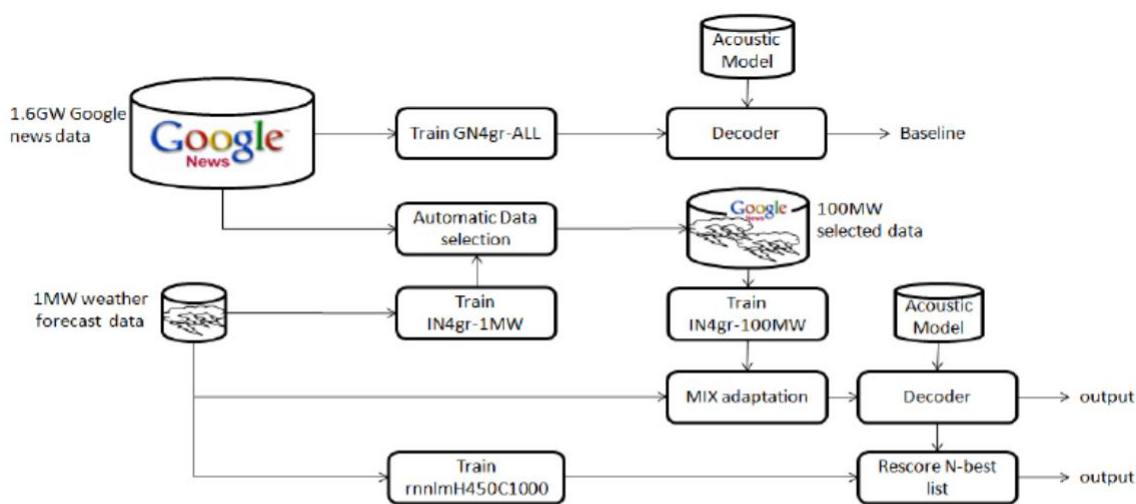 Acoustic
Model
1.6GW Google
news data
Google
News
Train GN4gr-ALL
Decoder
Baseline
Automatic Data
selection
Google
News
100MW
selected data
1MW weather
forecast data
Train
IN4gr-1MW
Train
IN4gr-100MW
Acoustic
Model
MIX adaptation
Decoder
output
Train
rnnlmH450C1000
Rescore N-best
list
output